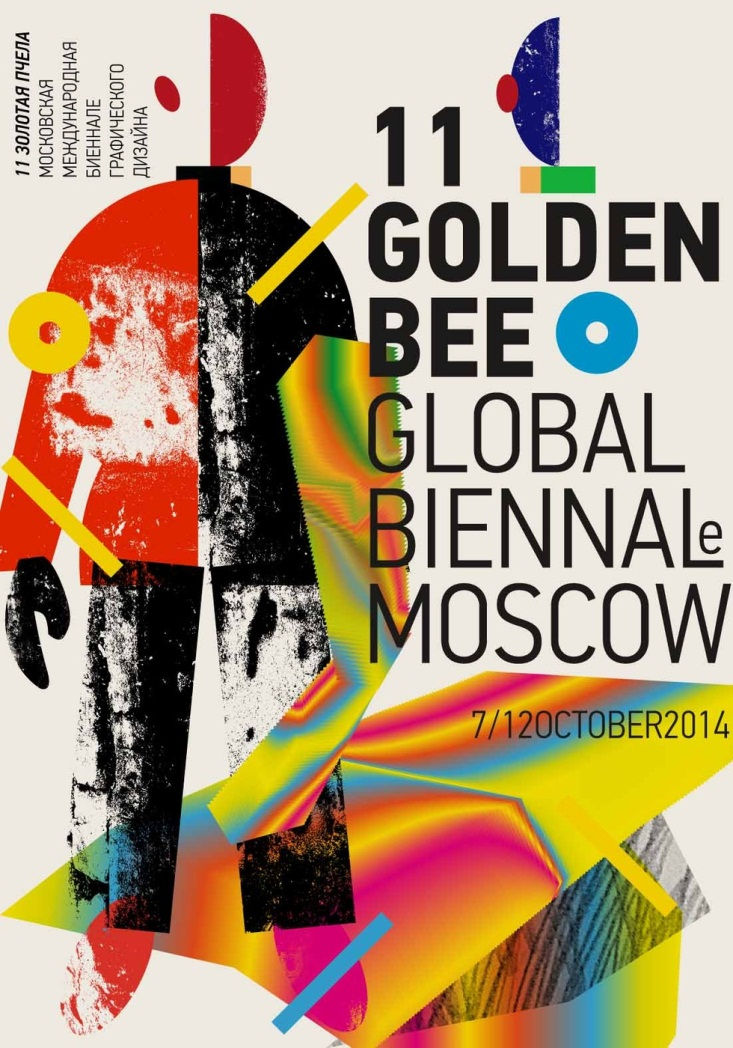 11 ЗОЛОТАЯ ПЧЕЛА
МОСКОВСКАЯ
МЕЖДУНАРОДНАЯ
БИЕННАЛЕ
ГРАФИЧЕСКОГО
ДИЗАЙНА
11
GOLDEN
BEE
GLOBAL
BIENNALe
MOSCOW
7/12OCTOBER2014